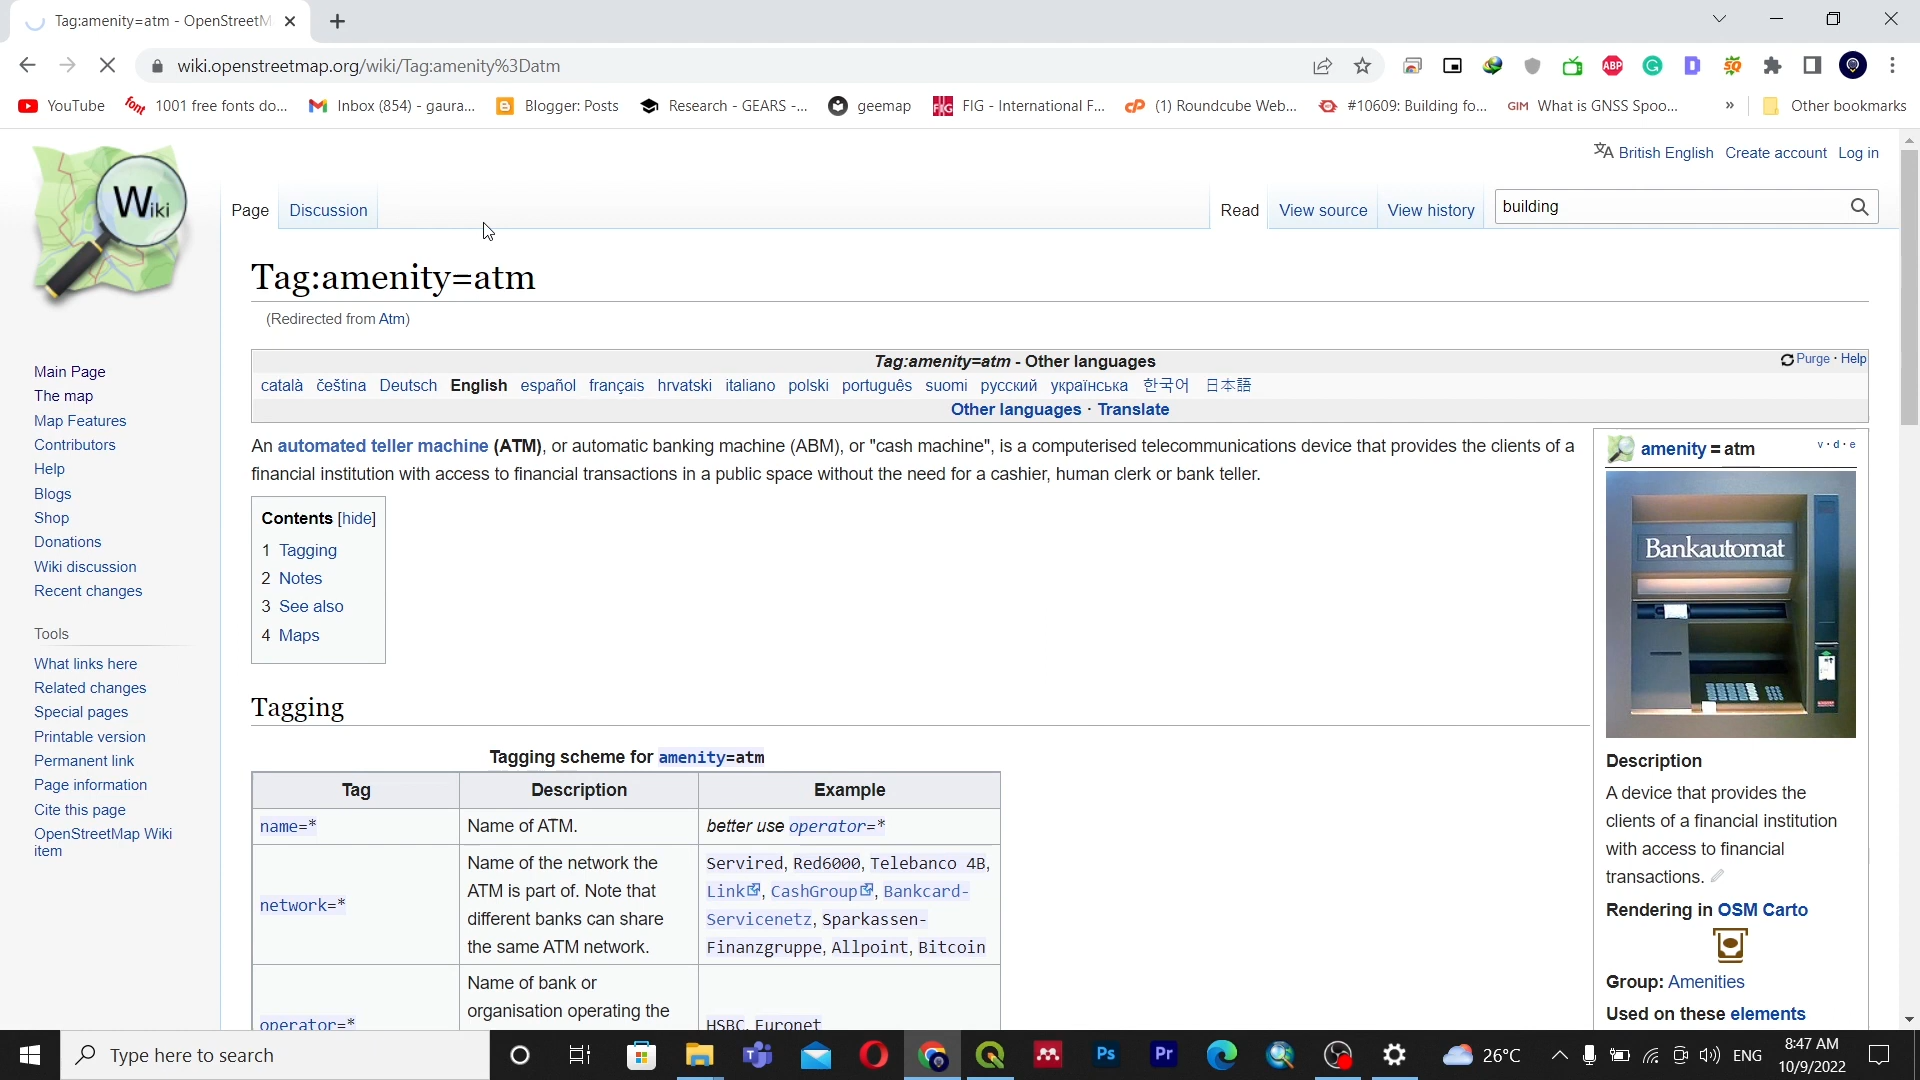 Tag:amenity=atm - OpenStreetM
wiki.openstreetmap.org/wiki/Tag:amenity%3Datm
YouTube
1001 free fonts do...
Inbox (854) - gaura...
Blogger: Posts
Research - GEARS -...
geemap
FIG - International F...
(1) Roundcube Web...
#10609: Building fo...
GIM What is GNSS Spoo...
» Other bookmarks
British English Create account Log in
Page Discussion Read View source View history building
Tag:amenity=atm
(Redirected from Atm)
Tag:amenity=atm - Other languages
Purge · Help
català čeština Deutsch English español français hrvatski italiano polski português suomi русский українська 한국어 日本語
Other languages · Translate
An automated teller machine (ATM), or automatic banking machine (ABM), or "cash machine", is a computerised telecommunications device that provides the clients of a
financial institution with access to financial transactions in a public space without the need for a cashier, human clerk or bank teller.
Contents [hide]
1 Tagging
2 Notes
3 See also
4 Maps
Tagging
Tagging scheme for amenity=atm
Tag Description Example
name=* Name of ATM. better use operator=*
network=*
Name of the network the
ATM is part of. Note that
different banks can share
the same ATM network.
Servired, Red6000, Telebanco 4B,
Link, CashGroup, Bankcard-
Servicenetz, Sparkassen-
Finanzgruppe, Allpoint, Bitcoin
operator=*
Name of bank or
organisation operating the
HSBC, Euronet
amenity = atm
v · d · e
Bankautomat
Description
A device that provides the
clients of a financial institution
with access to financial
transactions.
Rendering in OSM Carto
Group: Amenities
Used on these elements
Wiki
Main Page
The map
Map Features
Contributors
Help
Blogs
Shop
Donations
Wiki discussion
Recent changes
Tools
What links here
Related changes
Special pages
Printable version
Permanent link
Page information
Cite this page
OpenStreetMap Wiki
item
Type here to search
Ps
Pr
26°C
ENG
8:47 AM
10/9/2022